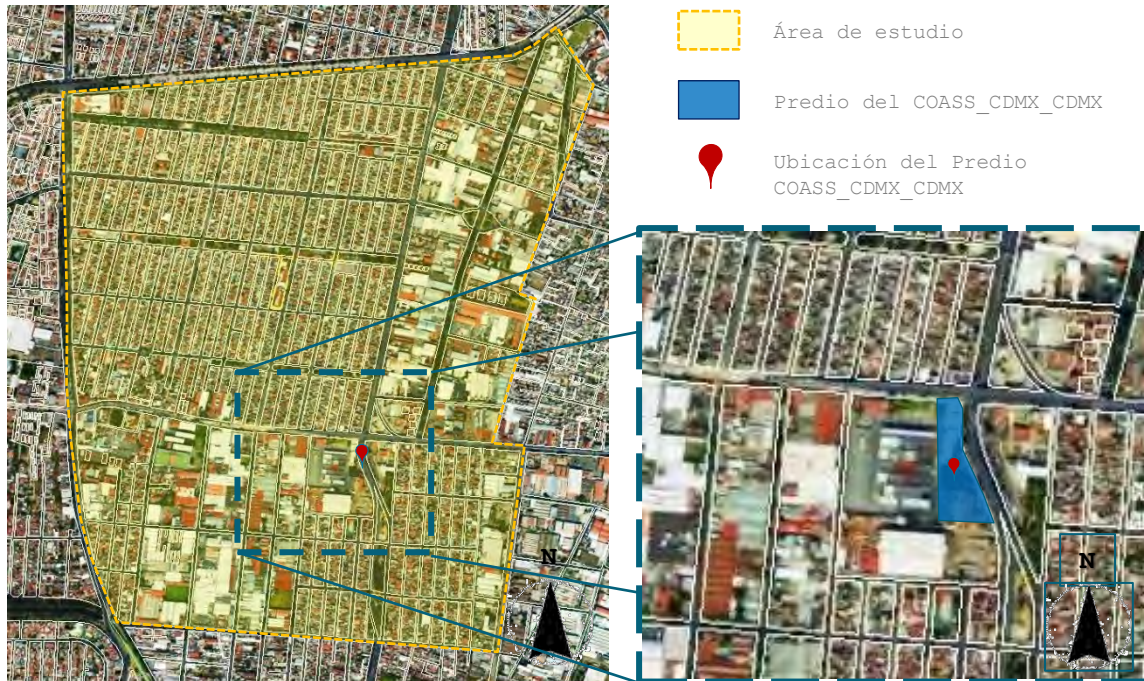 Área de estudio
Predio del COASS_CDMX_CDMX
Ubicación del Predio
COASS_CDMX_CDMX
N
N